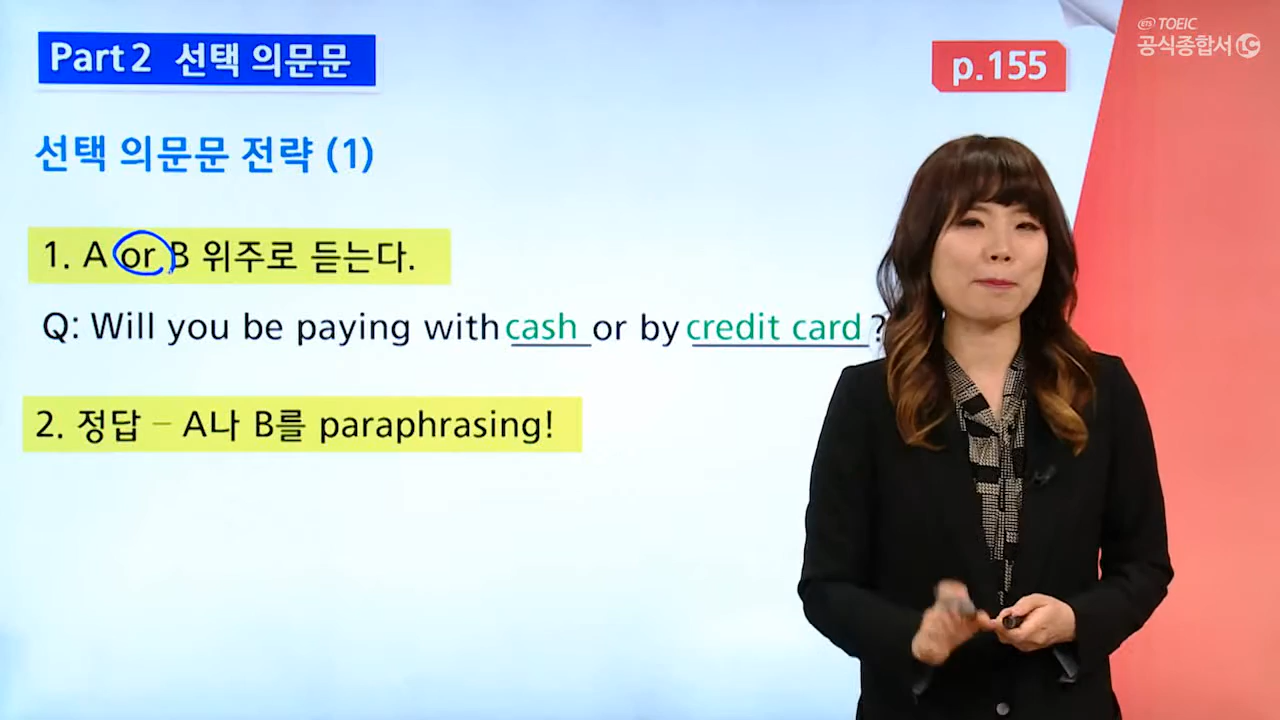 Part 2 선택 의문문
p.155
ETS TOEIC
공식종합서 LC
선택 의문문 전략 (1)
1. A or B 위주로 듣는다.
Q: Will you be paying with cash or by credit card ?
2. 정답 – A나 B를 paraphrasing!